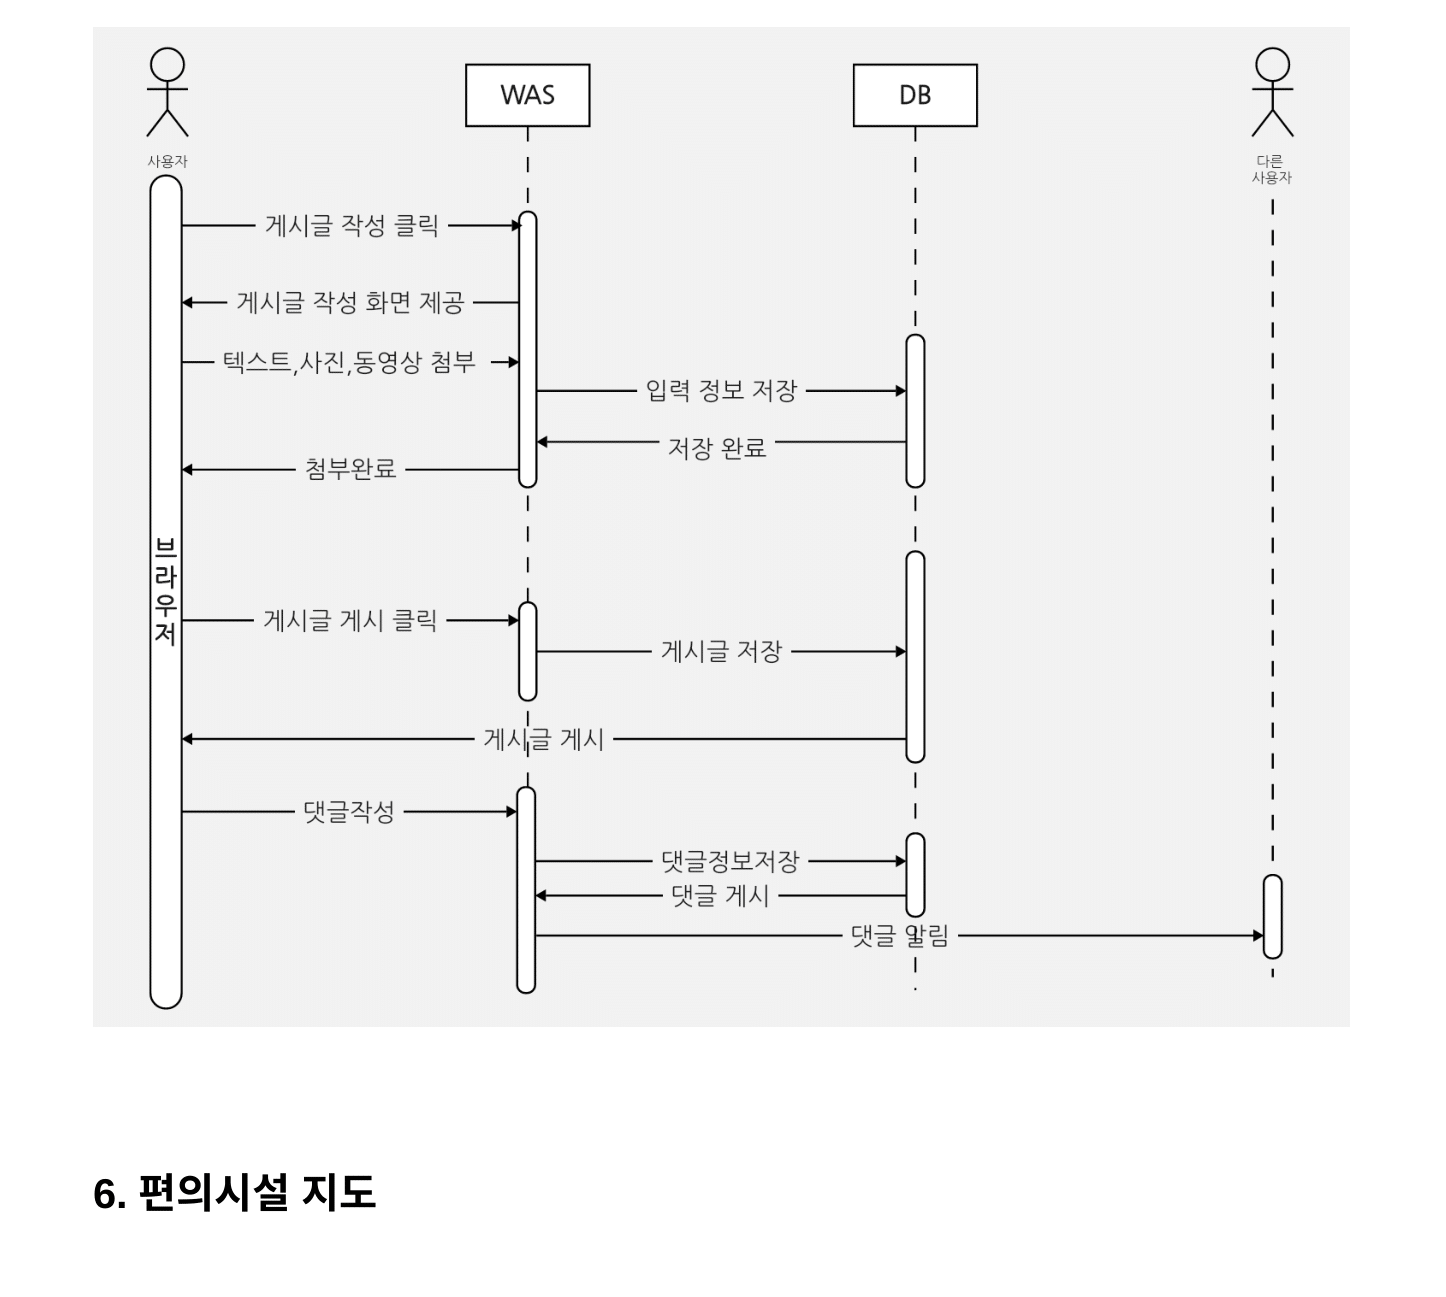 WAS
DB
사용자
다른
사용자
게시글 작성 클릭
게시글 작성 화면 제공
텍스트,사진,동영상 첨부
입력 정보 저장
저장 완료
첨부완료
브
라
우
저
게시글 게시 클릭
게시글 저장
게시글 게시
댓글작성
댓글정보저장
댓글 게시
댓글 알림
6. 편의시설 지도